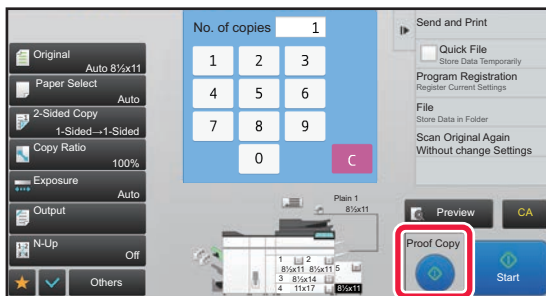 Original
Auto 8½x11
Paper Select
Auto
2-Sided Copy
1-Sided→1-Sided
Copy Ratio
100%
Exposure
Auto
Output
N-Up
Off
Others
No. of copies 1
1 2 3
4 5 6
7 8 9
0 C
Plain 1
8½x11
1 2
8½x11 8½x11 5
3 8½x14
4 11x17 8½x11
Send and Print
Quick File
Store Data Temporarily
Program Registration
Register Current Settings
File
Store Data in Folder
Scan Original Again
Without change Settings
Preview CA
Proof Copy
Start